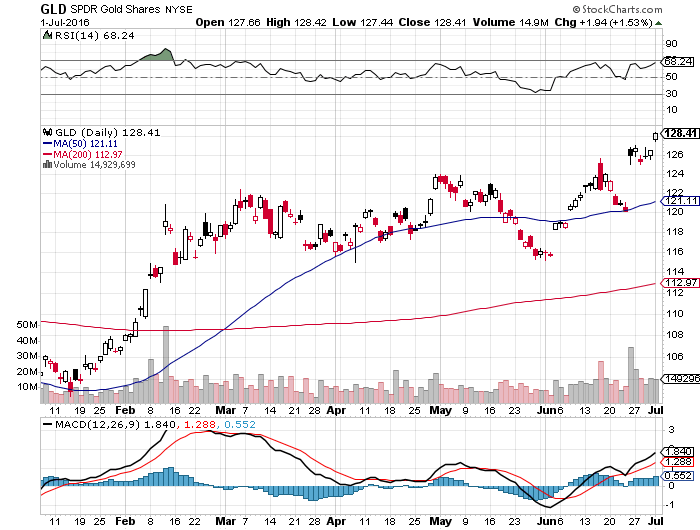 GLD SPDR Gold Shares NYSE
© StockCharts.com
1-Jul-2016
Open 127.66 High 128.42 Low 127.44 Close 128.41 Volume 14.9M Chg +1.94 (+1.53%)
RSI(14) 68.24
90
70
68.24
50
30
10
GLD (Daily) 128.41
MA(50) 121.11
MA(200) 112.97
Volume 14,929,699
128.41
126
124
122
121.11
120
118
116
114
112.97
112
110
108
106
104
149296
50M
40M
30M
20M
10M
11 19 25 Feb 8 16 22 Mar 7 14 21 28 Apr 11 18 25 May 9 16 23 Jun 6 13 20 27 Jul
MACD(12,26,9) 1.840, 1.288, 0.552
3
2
1.840
1.288
0.552
0
-1
11 19 25 Feb 8 16 22 Mar 7 14 21 28 Apr 11 18 25 May 9 16 23 Jun 6 13 20 27 Jul